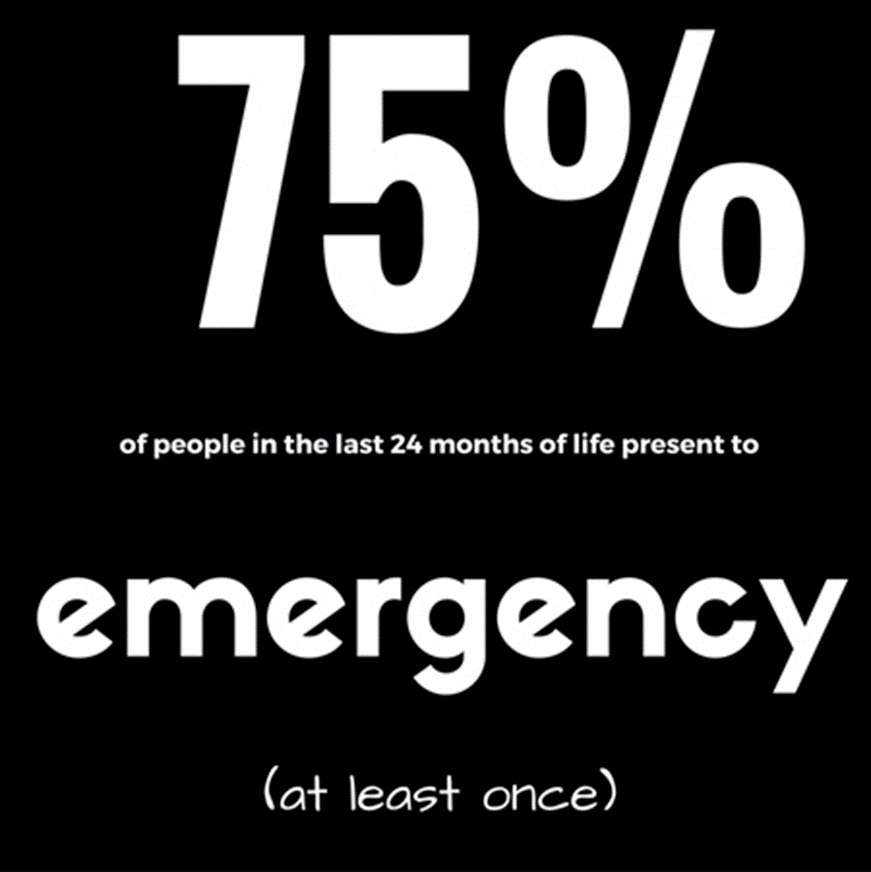 75%
of people in the last 24 months of life present to
emergency
(at least once)